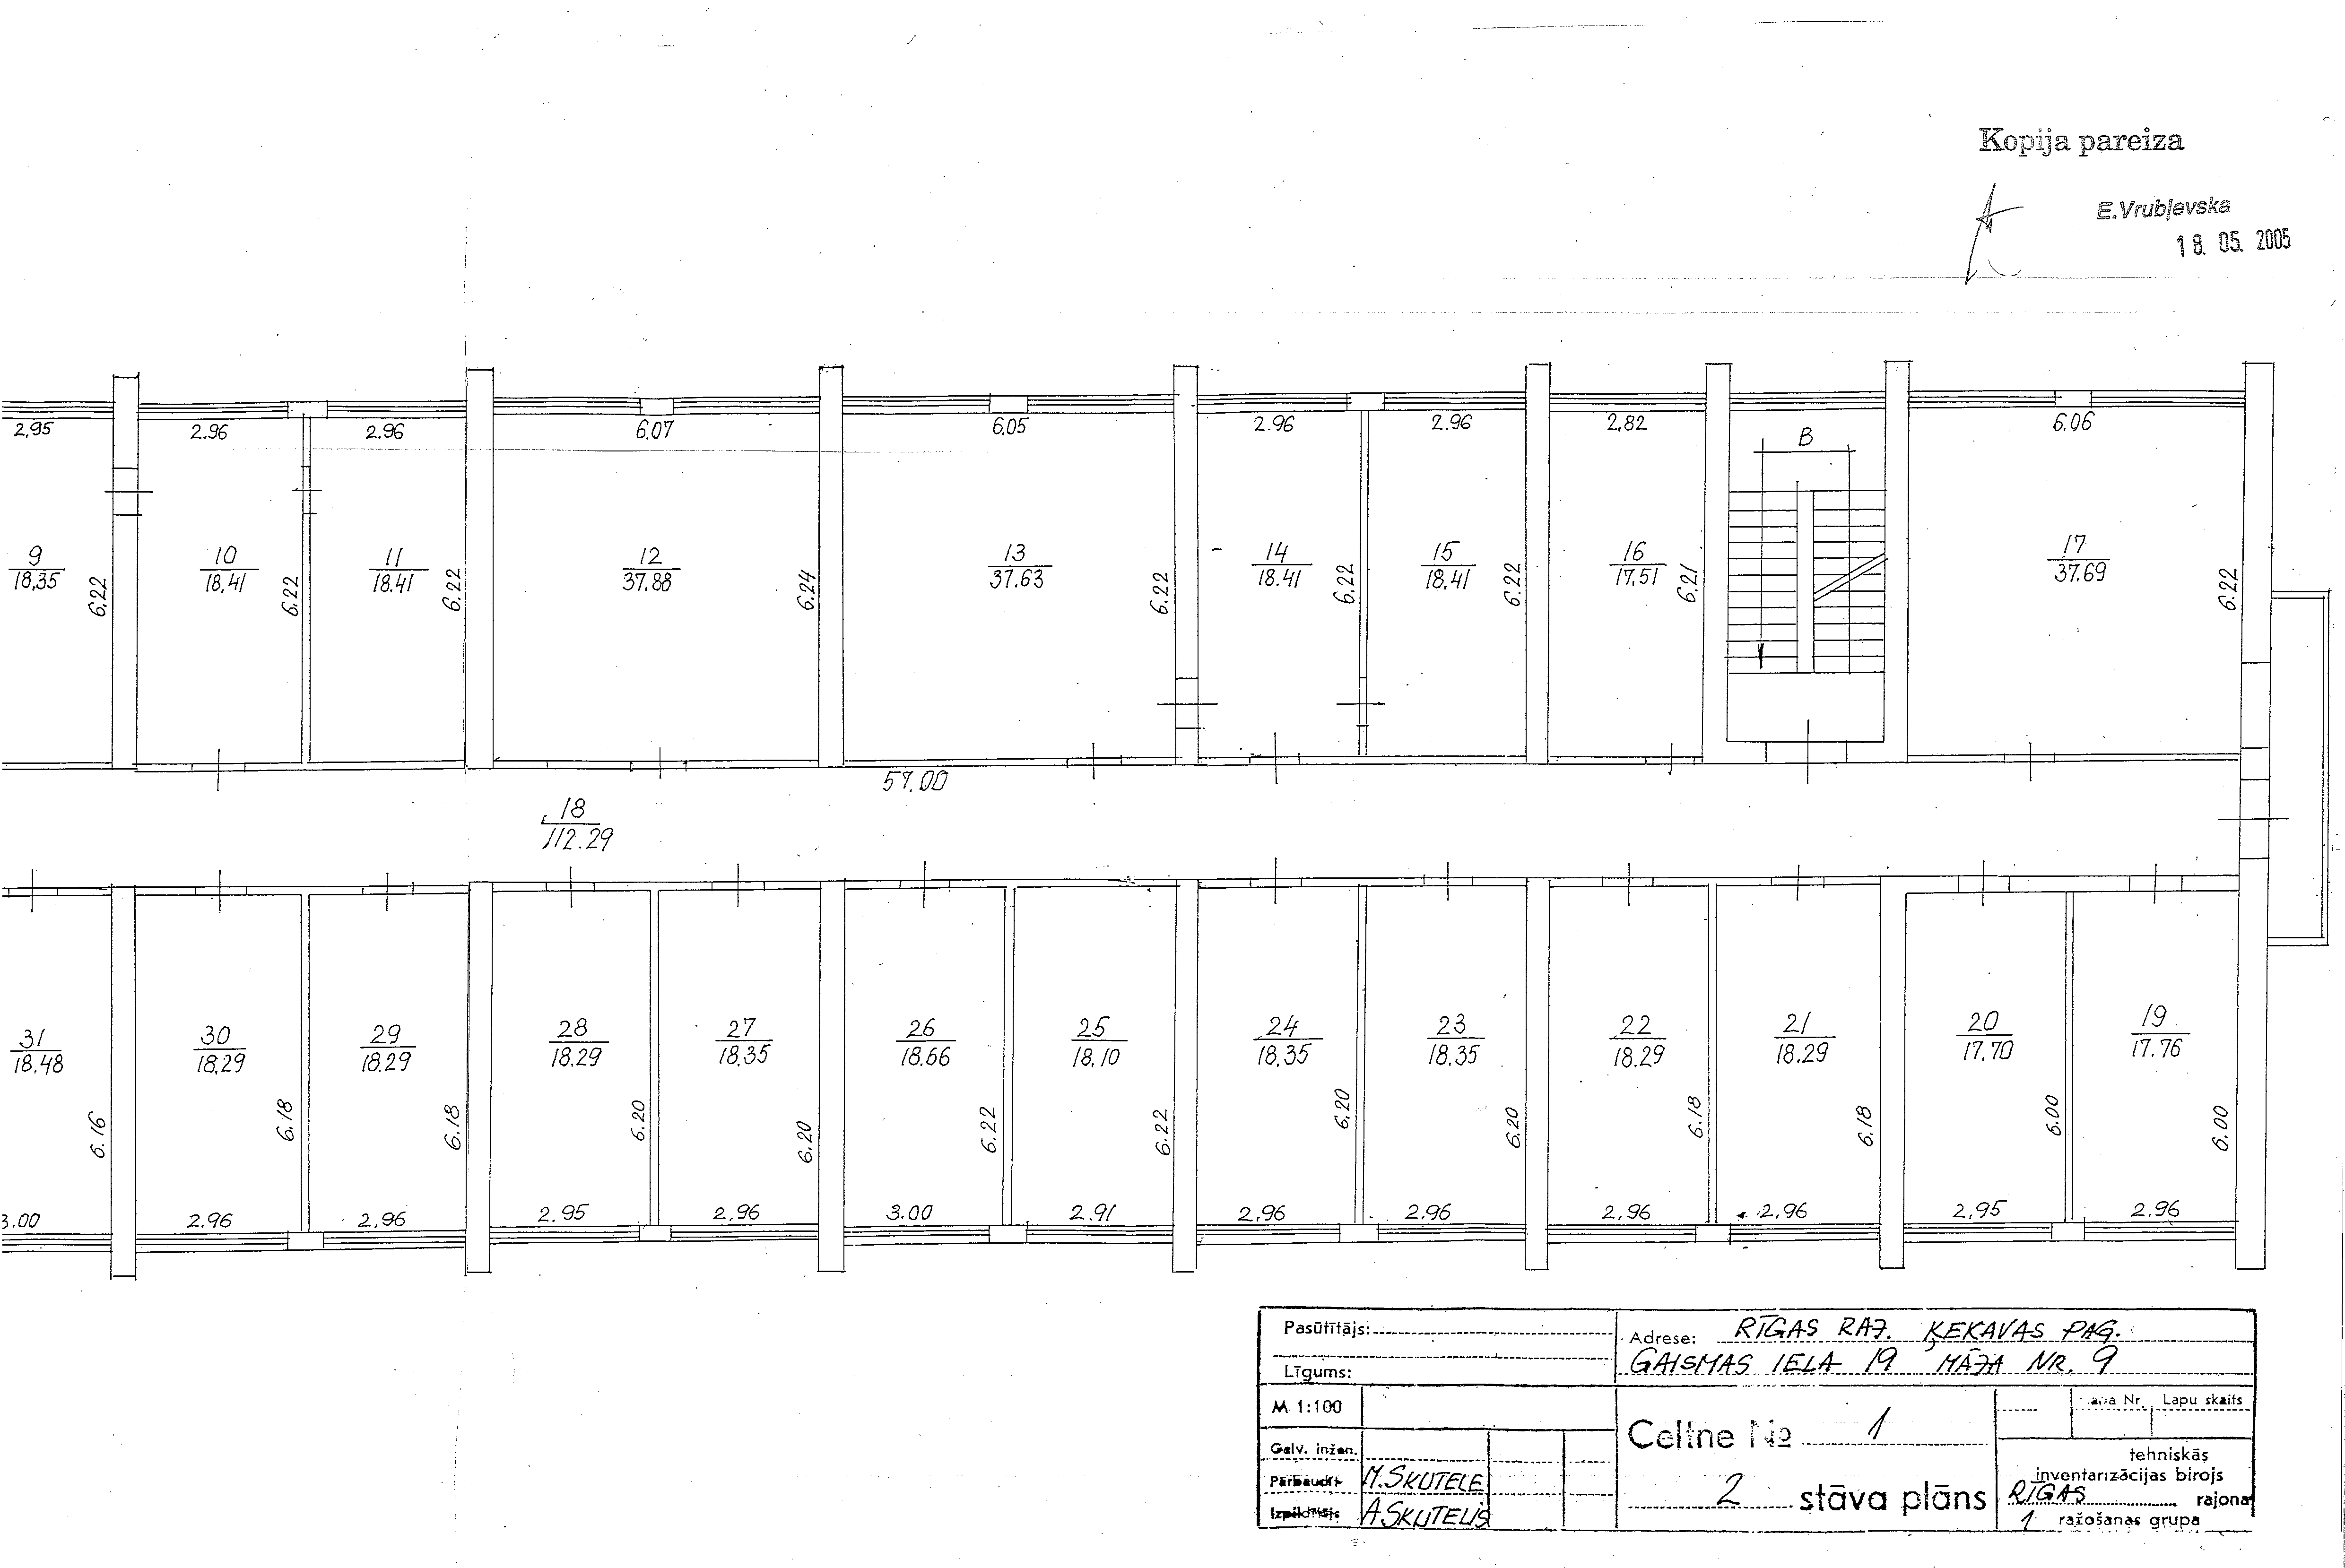 Kopija pareiza
E.Vrubļevska
18. 05. 2005
2,95 2.96 2.96 6.07 6.05 2.96 2.96 2,82 B 6.06
9 10 11 12 13 14 15 16 17
18,35 18,41 18.41 37.88 37.63 18.41 18,41 17,51 37.69
6.22 6.22 6.22 6.24 6.22 6.22 6.22 6.21 6.22
57.00
18
112.29
31 30 29 28 27 26 25 24 23 22 21 20 19
18.48 18,29 18.29 18.29 18,35 18.66 18,10 18,35 18.35 18.29 18.29 17,70 17.76
6.16 6.18 6.18 6.20 6.20 6.22 6.22 6.20 6.20 6.18 6.18 6.00 6.00
3.00 2.96 2,96 2.95 2,96 3.00 2.91 2,96 2.96 2,96 2,96 2,95 2.96
Pasūtītājs:
Līgums:
Adrese: RĪGAS RAJ. ĶEKAVAS PAG.
GAISMAS IELA 19 MĀJA NR. 9
M 1:100
Galv. inžen.
Pārbaudīt M.SKUTELE
Izpildītājs A.SKUTELIS
Celtne № 1
2 stāva plāns
Nr. Lapu skaits
tehniskās
inventarizācijas birojs
RĪGAS rajona
1 ražošanas grupa